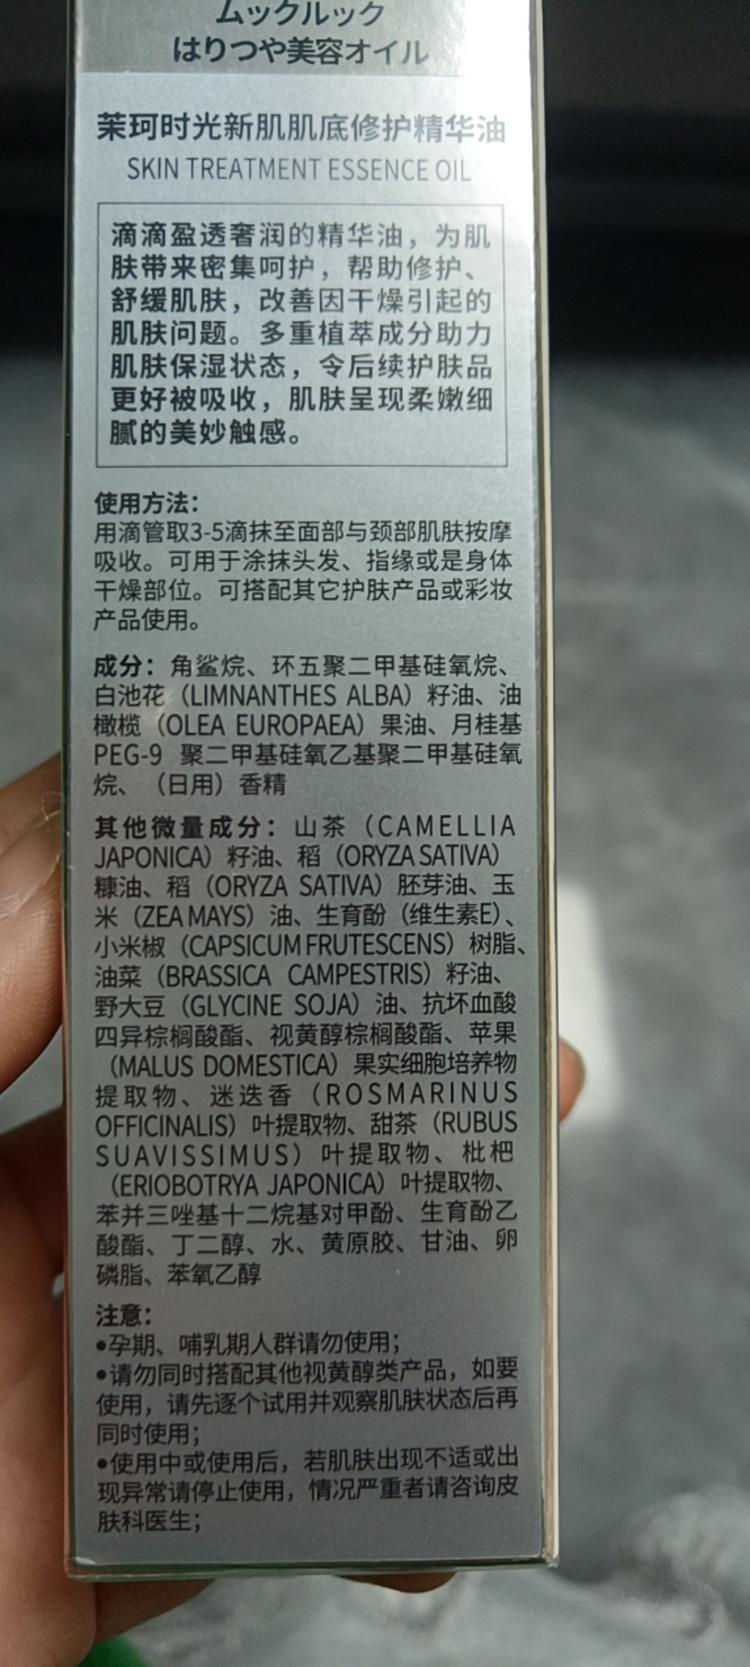 ムックルック
はりつや美容オイル
茉珂时光新肌肌底修护精华油
SKIN TREATMENT ESSENCE OIL
滴滴盈透奢润的精华油，为肌
肤带来密集呵护，帮助修护、
舒缓肌肤，改善因干燥引起的
肌肤问题。多重植萃成分助力
肌肤保湿状态，令后续护肤品
更好被吸收，肌肤呈现柔嫩细
腻的美妙触感。
使用方法：
用滴管取3-5滴抹至面部与颈部肌肤按摩
吸收。可用于涂抹头发、指缘或是身体
干燥部位。可搭配其它护肤产品或彩妆
产品使用。
成分：角鲨烷、环五聚二甲基硅氧烷、
白池花（LIMNANTHES ALBA）籽油、油
橄榄（OLEA EUROPAEA）果油、月桂基
PEG-9 聚二甲基硅氧乙基聚二甲基硅氧
烷、（日用）香精
其他微量成分：山茶（CAMELLIA
JAPONICA）籽油、稻（ORYZA SATIVA）
糠油、稻（ORYZA SATIVA）胚芽油、玉
米（ZEA MAYS）油、生育酚（维生素E）、
小米椒（CAPSICUM FRUTESCENS）树脂、
油菜（BRASSICA CAMPESTRIS）籽油、
野大豆（GLYCINE SOJA）油、抗坏血酸
四异棕榈酸酯、视黄醇棕榈酸酯、苹果
（MALUS DOMESTICA）果实细胞培养物
提取物、迷迭香（ROSMARINUS
OFFICINALIS）叶提取物、甜茶（RUBUS
SUAVISSIMUS）叶提取物、枇杷
（ERIOBOTRYA JAPONICA）叶提取物、
苯并三唑基十二烷基对甲酚、生育酚乙
酸酯、丁二醇、水、黄原胶、甘油、卵
磷脂、苯氧乙醇
注意：
•孕期、哺乳期人群请勿使用；
•请勿同时搭配其他视黄醇类产品，如要
使用，请先逐个试用并观察肌肤状态后再
同时使用；
•使用中或使用后，若肌肤出现不适或出
现异常请停止使用，情况严重者请咨询皮
肤科医生；